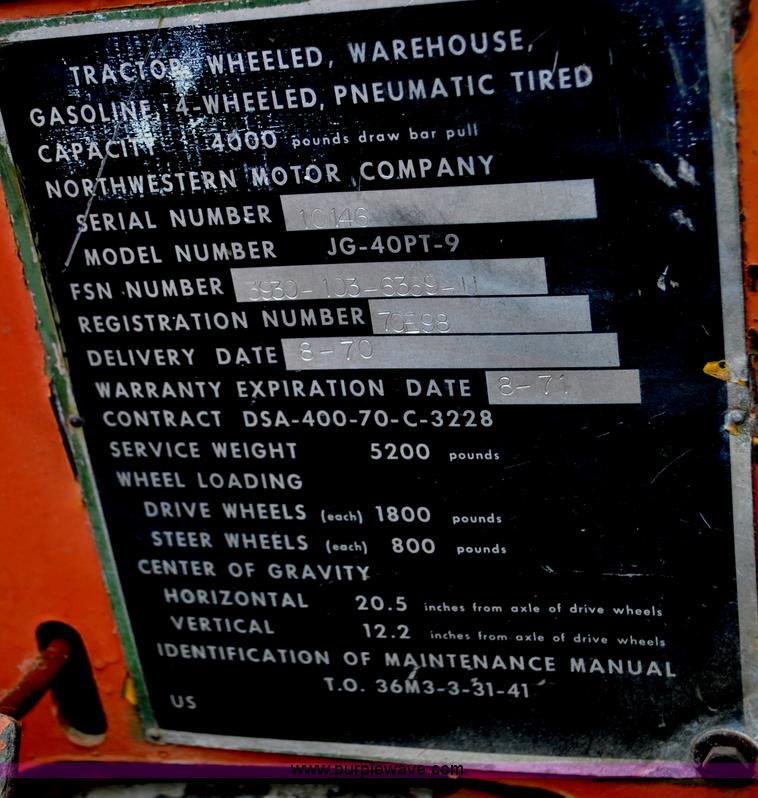 TRACTOR, WHEELED, WAREHOUSE,
GASOLINE, 4-WHEELED, PNEUMATIC TIRED
CAPACITY 4000 pounds draw bar pull
NORTHWESTERN MOTOR COMPANY
SERIAL NUMBER 10146
MODEL NUMBER JG-40PT-9
FSN NUMBER
REGISTRATION NUMBER
DELIVERY DATE 8-70
WARRANTY EXPIRATION DATE 8-71
CONTRACT DSA-400-70-C-3228
SERVICE WEIGHT 5200 pounds
WHEEL LOADING
DRIVE WHEELS (each) 1800 pounds
STEER WHEELS (each) 800 pounds
CENTER OF GRAVITY
HORIZONTAL 20.5 inches from axle of drive wheels
VERTICAL 12.2 inches from axle of drive wheels
IDENTIFICATION OF MAINTENANCE MANUAL
T.O. 36M3-3-31-41
US
www.purplewave.com